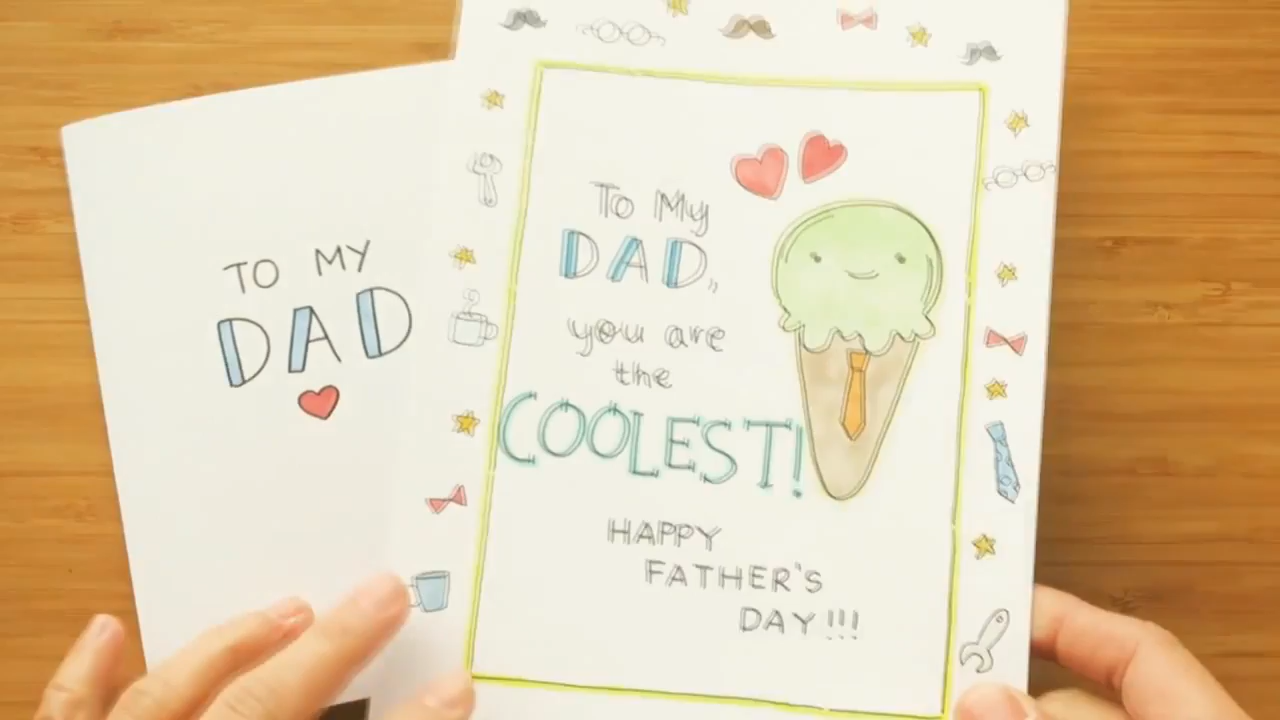 TO MY
DAD
To My
DAD,
you are
the
COOLEST!
HAPPY
FATHER'S
DAY!!!